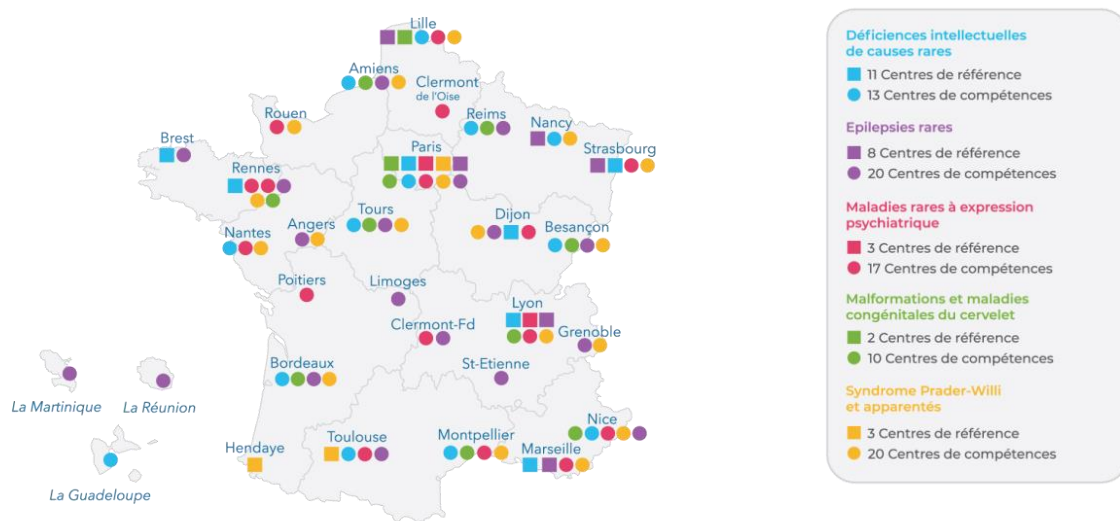 Lille
Amiens
Clermont
de l'Oise
Rouen
Reims
Nancy
Brest
Paris
Strasbourg
Rennes
Tours
Dijon
Angers
Besançon
Nantes
Poitiers
Limoges
Lyon
Clermont-Fd
Grenoble
Bordeaux
St-Etienne
La Martinique
La Réunion
Nice
Hendaye
Toulouse
Montpellier
Marseille
La Guadeloupe
Déficiences intellectuelles
de causes rares
11 Centres de référence
13 Centres de compétences
Epilepsies rares
8 Centres de référence
20 Centres de compétences
Maladies rares à expression
psychiatrique
3 Centres de référence
17 Centres de compétences
Malformations et maladies
congénitales du cervelet
2 Centres de référence
10 Centres de compétences
Syndrome Prader-Willi
et apparentés
3 Centres de référence
20 Centres de compétences